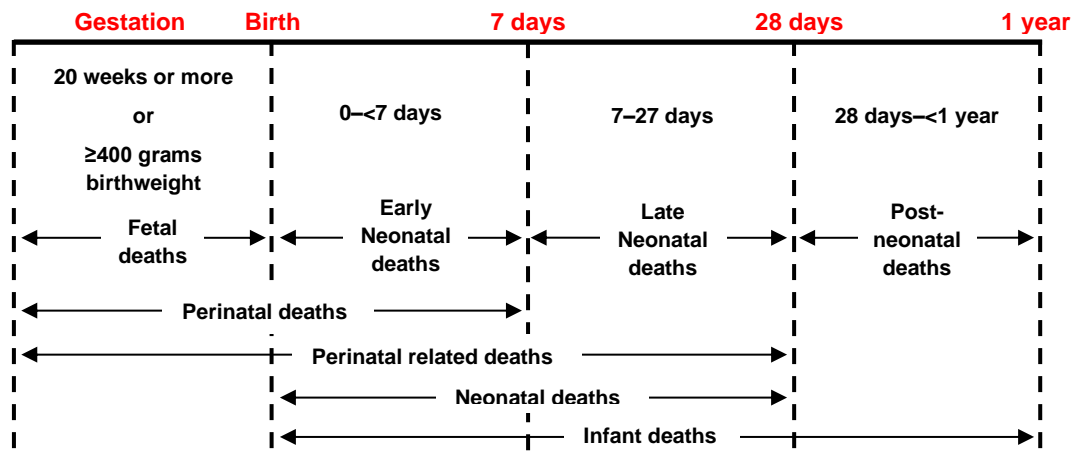 Gestation Birth 7 days 28 days 1 year
20 weeks or more
or
≥400 grams
birthweight
0–<7 days
7–27 days
28 days–<1 year
Fetal
deaths
Early
Neonatal
deaths
Late
Neonatal
deaths
Post-
neonatal
deaths
Perinatal deaths
Perinatal related deaths
Neonatal deaths
Infant deaths